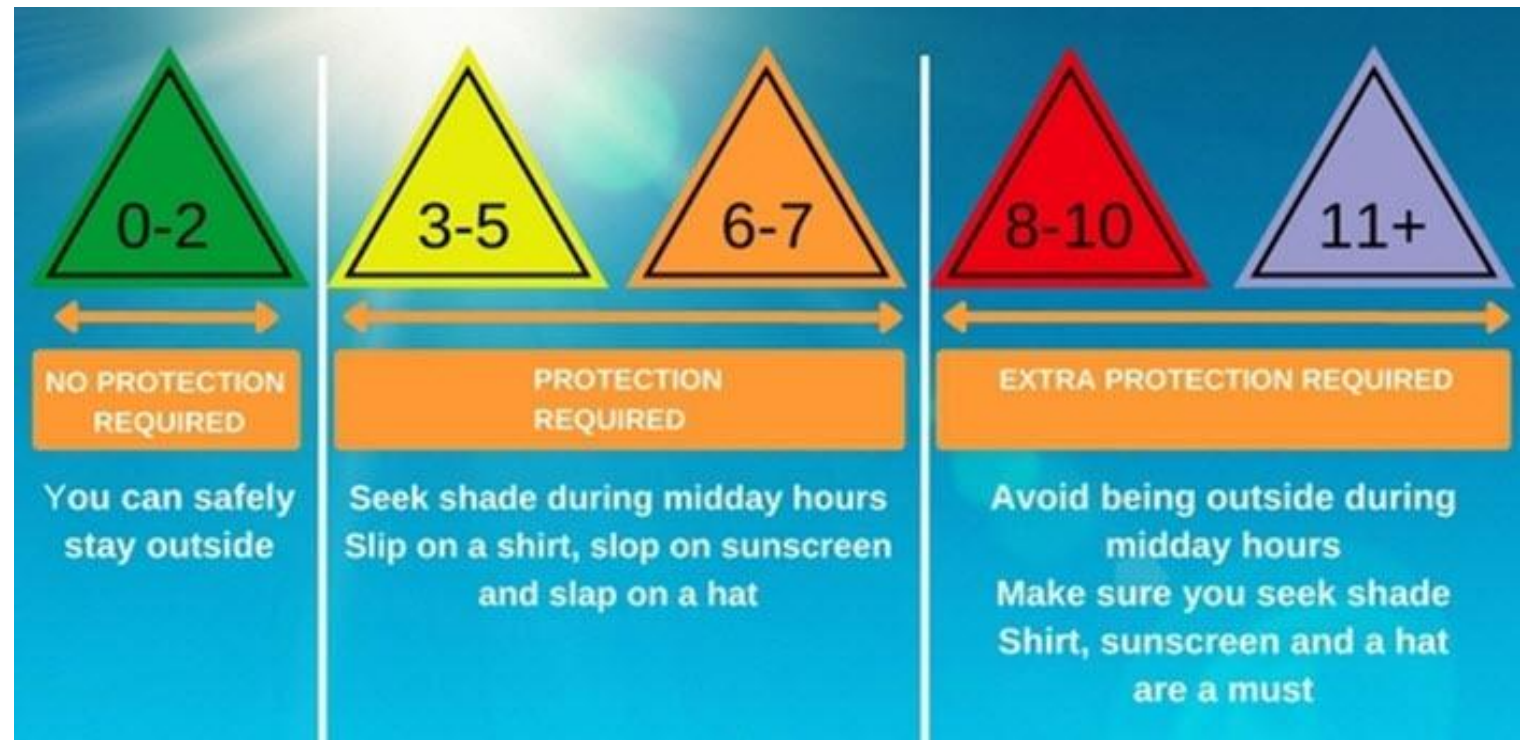 0-2
3-5
6-7
8-10
11+
NO PROTECTION
REQUIRED
PROTECTION
REQUIRED
EXTRA PROTECTION REQUIRED
You can safely
stay outside
Seek shade during midday hours
Slip on a shirt, slop on sunscreen
and slap on a hat
Avoid being outside during
midday hours
Make sure you seek shade
Shirt, sunscreen and a hat
are a must